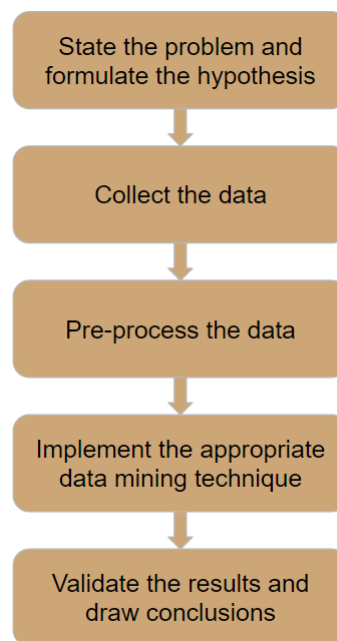 State the problem and
formulate the hypothesis
Collect the data
Pre-process the data
Implement the appropriate
data mining technique
Validate the results and
draw conclusions